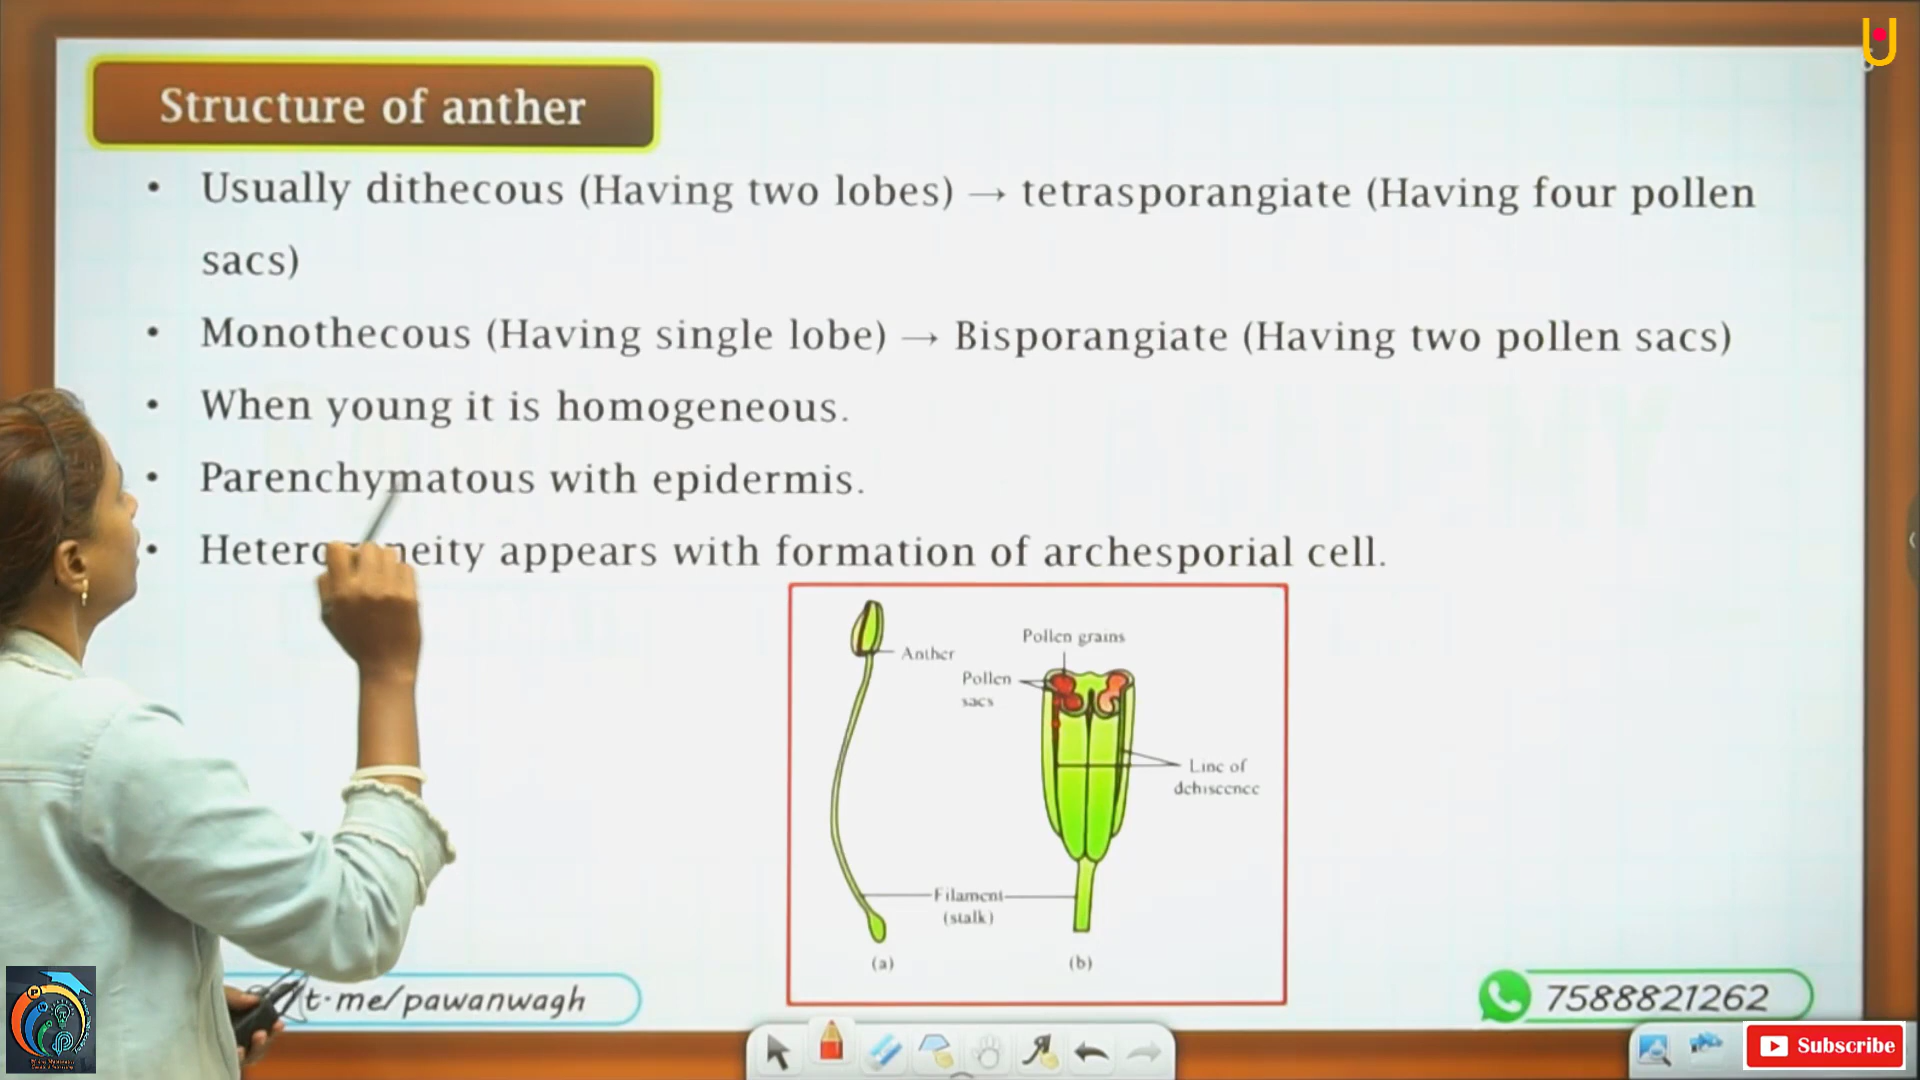 Structure of anther
• Usually dithecous (Having two lobes) → tetrasporangiate (Having four pollen
sacs)
• Monothecous (Having single lobe) → Bisporangiate (Having two pollen sacs)
• When young it is homogeneous.
• Parenchymatous with epidermis.
• appears with formation of archesporial cell.
Pollen grains
Anther
Pollen
sacs
Line of
dehiscence
Filament
(stalk)
(a)
(b)
t.me/pawanwagh
7588821262
Subscribe